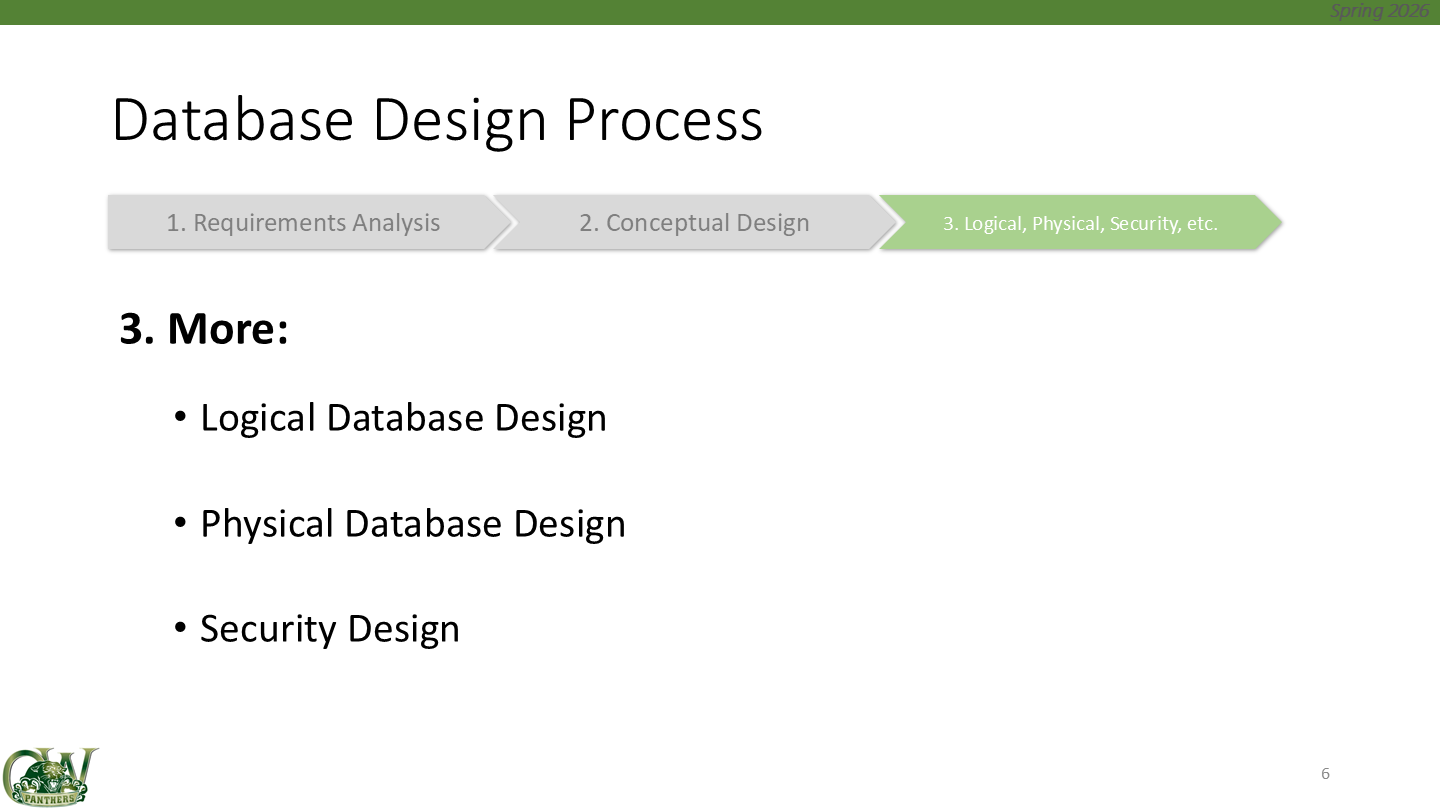 Spring 2026
Database Design Process
1. Requirements Analysis
2. Conceptual Design
3. Logical, Physical, Security, etc.
3. More:
• Logical Database Design
• Physical Database Design
• Security Design
OW
PANTHERS
6